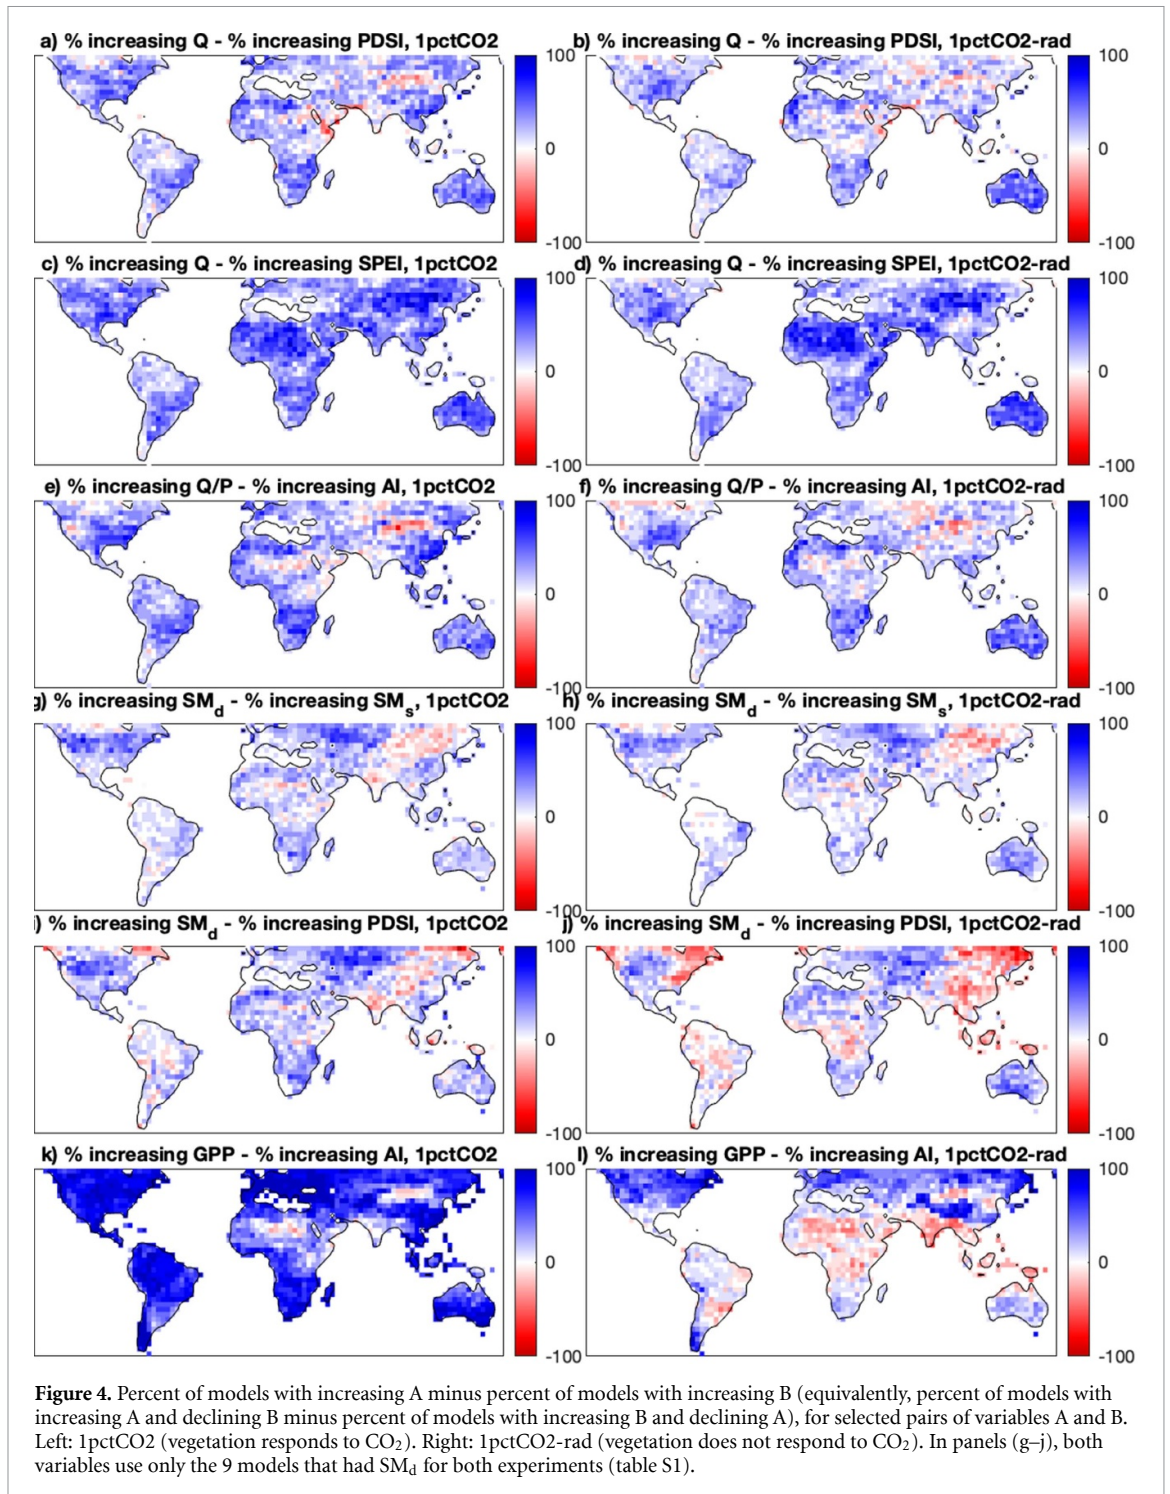 a) % increasing Q - % increasing PDSI, 1pctCO2
b) % increasing Q - % increasing PDSI, 1pctCO2-rad
100
0
-100
100
0
-100
c) % increasing Q - % increasing SPEI, 1pctCO2
d) % increasing Q - % increasing SPEI, 1pctCO2-rad
100
0
-100
100
0
-100
e) % increasing Q/P - % increasing AI, 1pctCO2
f) % increasing Q/P - % increasing AI, 1pctCO2-rad
100
0
-100
100
0
-100
g) % increasing SMd - % increasing SMs, 1pctCO2
h) % increasing SMd - % increasing SMs, 1pctCO2-rad
100
0
-100
100
0
-100
i) % increasing SMd - % increasing PDSI, 1pctCO2
j) % increasing SMd - % increasing PDSI, 1pctCO2-rad
100
0
-100
100
0
-100
k) % increasing GPP - % increasing AI, 1pctCO2
l) % increasing GPP - % increasing AI, 1pctCO2-rad
100
0
-100
100
0
-100
Figure 4. Percent of models with increasing A minus percent of models with increasing B (equivalently, percent of models with
increasing A and declining B minus percent of models with increasing B and declining A), for selected pairs of variables A and B.
Left: 1pctCO2 (vegetation responds to CO₂). Right: 1pctCO2-rad (vegetation does not respond to CO₂). In panels (g–j), both
variables use only the 9 models that had SMd for both experiments (table S1).